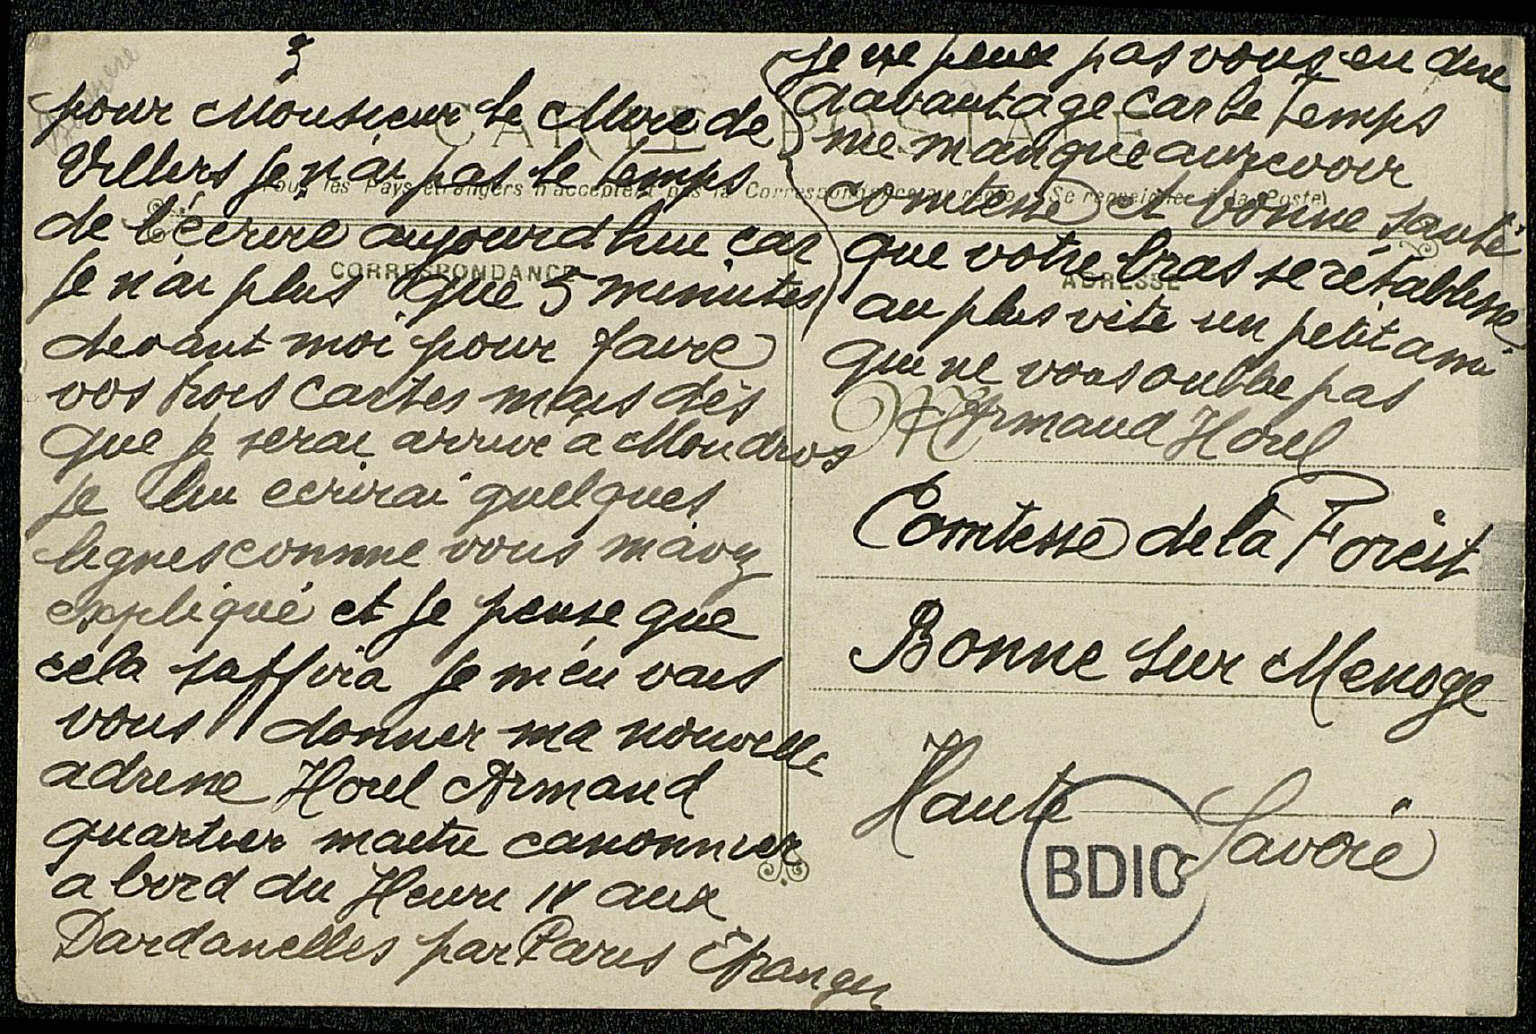 3
pour Monsieur le Mire de
Villers je n'ai pas le temps
de l'écrire aujourd hui car
je n'ai plus que 5 minutes
devant moi pour faire
vos trois cartes mais dès
que je serai arrivé à Moudros
je lui ecrirai quelques
lignes comme vous m'avez
expliqué et je pense que
cela saffira je m'en vais
vous donner ma nouvelle
adresse Horel Armand
quartier maitre canonnier
a bord du Henri IV aux
Dardanelles par Paris Etranger
je ne peux pas vous en dire
davantage car le temps
me manque aurevoir
comtesse et bonne santé
que votre bras se rétablisse
au plus vite un petit ami
qui ne vous oublie pas
Armand Horel
Comtesse de la Forèst
Bonne sur Menoge
Haute Savoie
CARTE POSTALE
Tous les Pays étrangers n'acceptent pas la Correspondance au recto (Se renseigner à la Poste)
CORRESPONDANCE
ADRESSE
BDIC